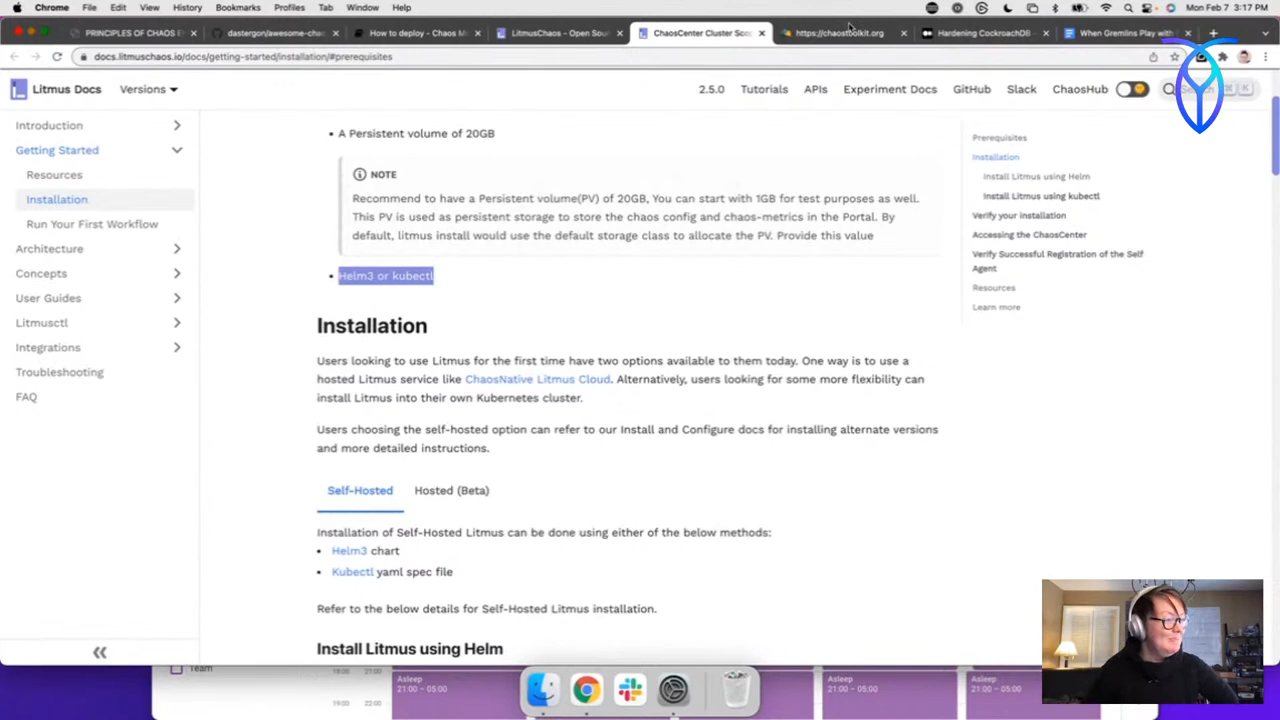 Chrome File Edit View History Bookmarks Profiles Tab Window Help Mon Feb 7 3:17 PM
PRINCIPLES OF CHAOS E dastergon/awesome-chao How to deploy - Chaos M LitmusChaos - Open Sou ChaosCenter Cluster Sco https://chaostoolkit.org Hardening CockroachDB When Gremlins Play with
docs.litmuschaos.io/docs/getting-started/installation/#prerequisites
Litmus Docs Versions 2.5.0 Tutorials APIs Experiment Docs GitHub Slack ChaosHub
Introduction
Getting Started
Resources
Installation
Run Your First Workflow
Architecture
Concepts
User Guides
Litmusctl
Integrations
Troubleshooting
FAQ
• A Persistent volume of 20GB
NOTE
Recommend to have a Persistent volume(PV) of 20GB, You can start with 1GB for test purposes as well.
This PV is used as persistent storage to store the chaos config and chaos-metrics in the Portal. By
default, litmus install would use the default storage class to allocate the PV. Provide this value
• Helm3 or kubectl
Installation
Users looking to use Litmus for the first time have two options available to them today. One way is to use a
hosted Litmus service like ChaosNative Litmus Cloud. Alternatively, users looking for some more flexibility can
install Litmus into their own Kubernetes cluster.
Users choosing the self-hosted option can refer to our Install and Configure docs for installing alternate versions
and more detailed instructions.
Self-Hosted Hosted (Beta)
Installation of Self-Hosted Litmus can be done using either of the below methods:
• Helm3 chart
• Kubectl yaml spec file
Refer to the below details for Self-Hosted Litmus installation.
Install Litmus using Helm
Prerequisites
Installation
Install Litmus using Helm
Install Litmus using kubectl
Verify your installation
Accessing the ChaosCenter
Verify Successful Registration of the Self
Agent
Resources
Learn more
Team
18:00 21:00
19:00 22:00
Asleep
21:00 – 05:00
Asleep
21:00 – 05:00
Asleep
21:00 – 05:00